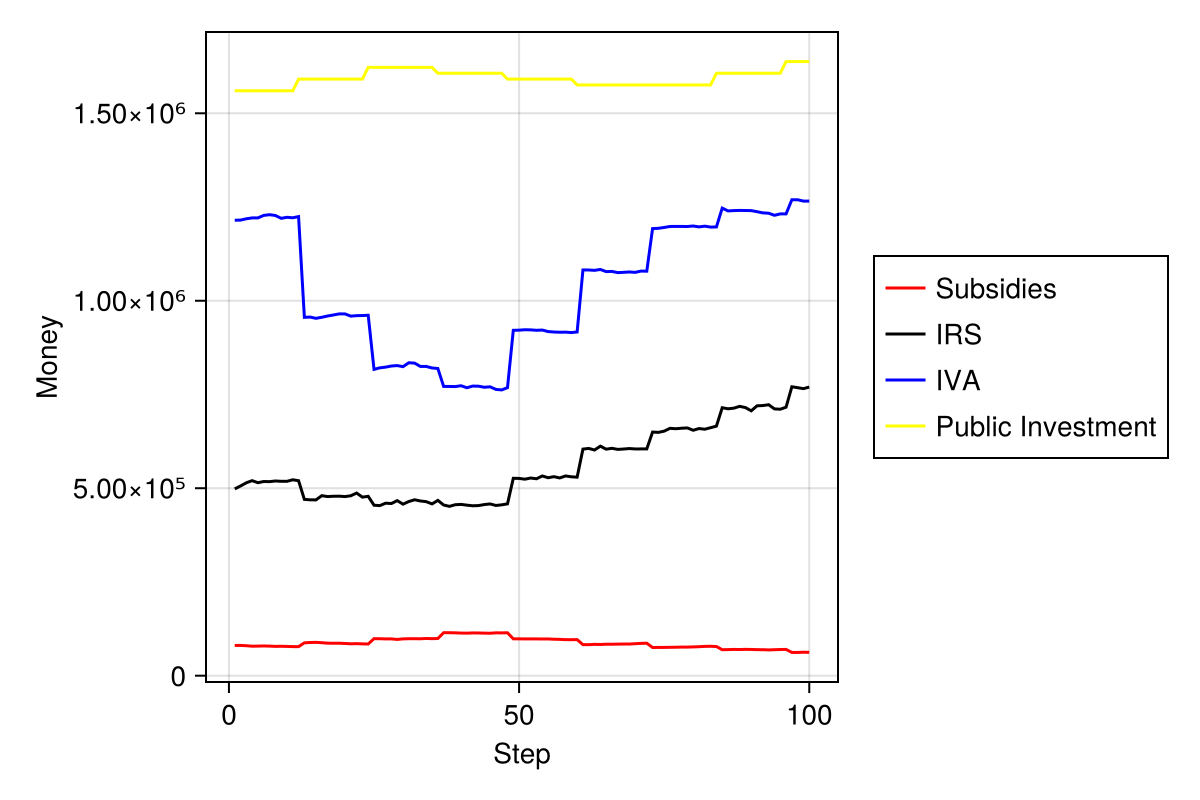 1.50×10⁶
1.00×10⁶
5.00×10⁵
0
Money
0 50 100
Step
Subsidies
IRS
IVA
Public Investment